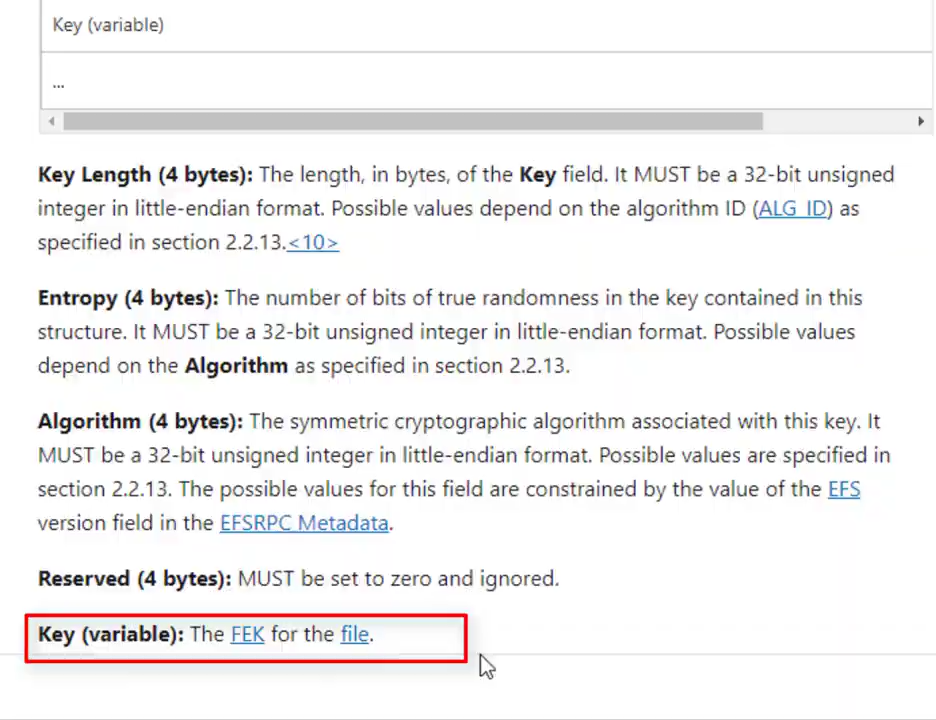 Key (variable)
...
Key Length (4 bytes): The length, in bytes, of the Key field. It MUST be a 32-bit unsigned
integer in little-endian format. Possible values depend on the algorithm ID (ALG_ID) as
specified in section 2.2.13.<10>
Entropy (4 bytes): The number of bits of true randomness in the key contained in this
structure. It MUST be a 32-bit unsigned integer in little-endian format. Possible values
depend on the Algorithm as specified in section 2.2.13.
Algorithm (4 bytes): The symmetric cryptographic algorithm associated with this key. It
MUST be a 32-bit unsigned integer in little-endian format. Possible values are specified in
section 2.2.13. The possible values for this field are constrained by the value of the EFS
version field in the EFSRPC Metadata.
Reserved (4 bytes): MUST be set to zero and ignored.
Key (variable): The FEK for the file.